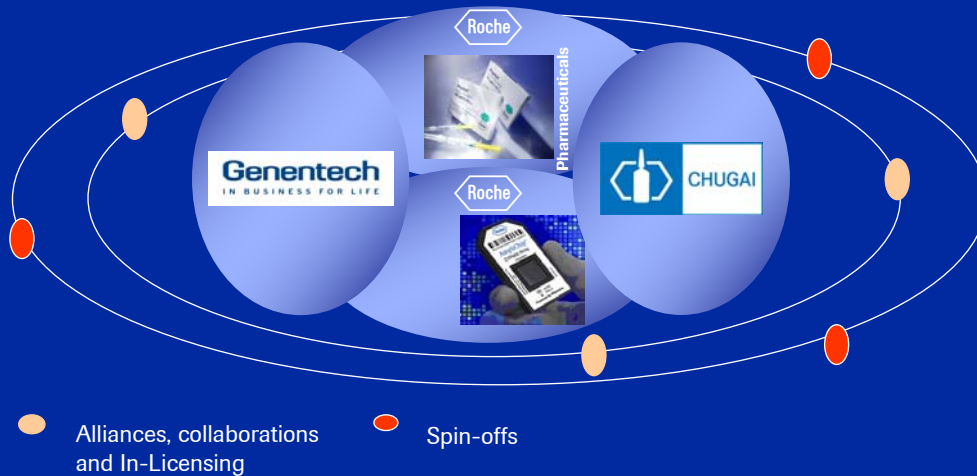 Roche
Pharmaceuticals
Genentech
IN BUSINESS FOR LIFE
CHUGAI
Roche
Alliances, collaborations
and In-Licensing
Spin-offs